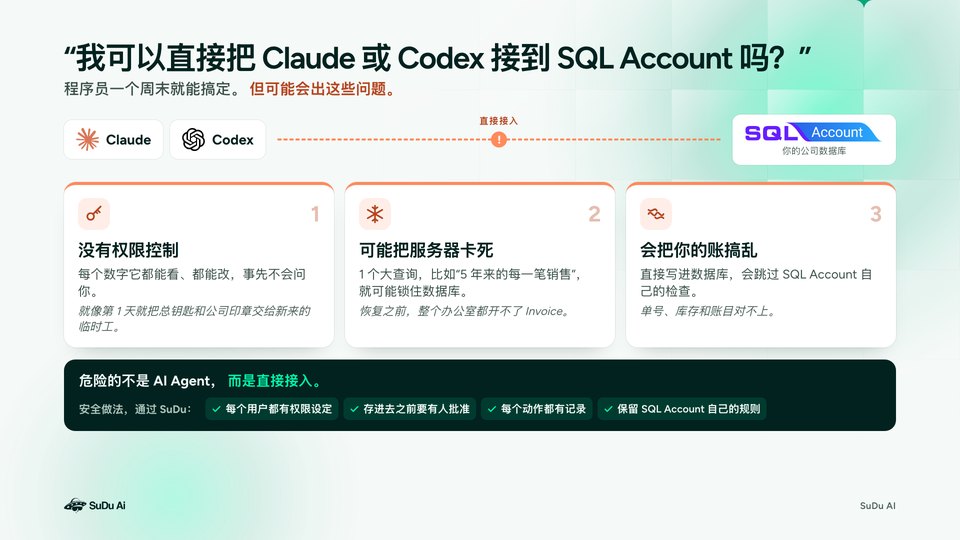 “我可以直接把 Claude 或 Codex 接到 SQL Account 吗？”
程序员一个周末就能搞定。 但可能会出这些问题。
Claude
Codex
直接接入
!
SQL Account
你的公司数据库
1
没有权限控制
每个数字它都能看、都能改，事先不会问
你。
就像第 1 天就把总钥匙和公司印章交给新来的
临时工。
2
可能把服务器卡死
1 个大查询，比如“5 年来的每一笔销售”，
就可能锁住数据库。
恢复之前，整个办公室都开不了 Invoice。
3
会把你的账搞乱
直接写进数据库，会跳过 SQL Account 自
己的检查。
单号、库存和账目对不上。
危险的不是 AI Agent， 而是直接接入。
安全做法，通过 SuDu： 每个用户都有权限设定 存进去之前要有人批准 每个动作都有记录 保留 SQL Account 自己的规则
SuDu Ai
SuDu AI